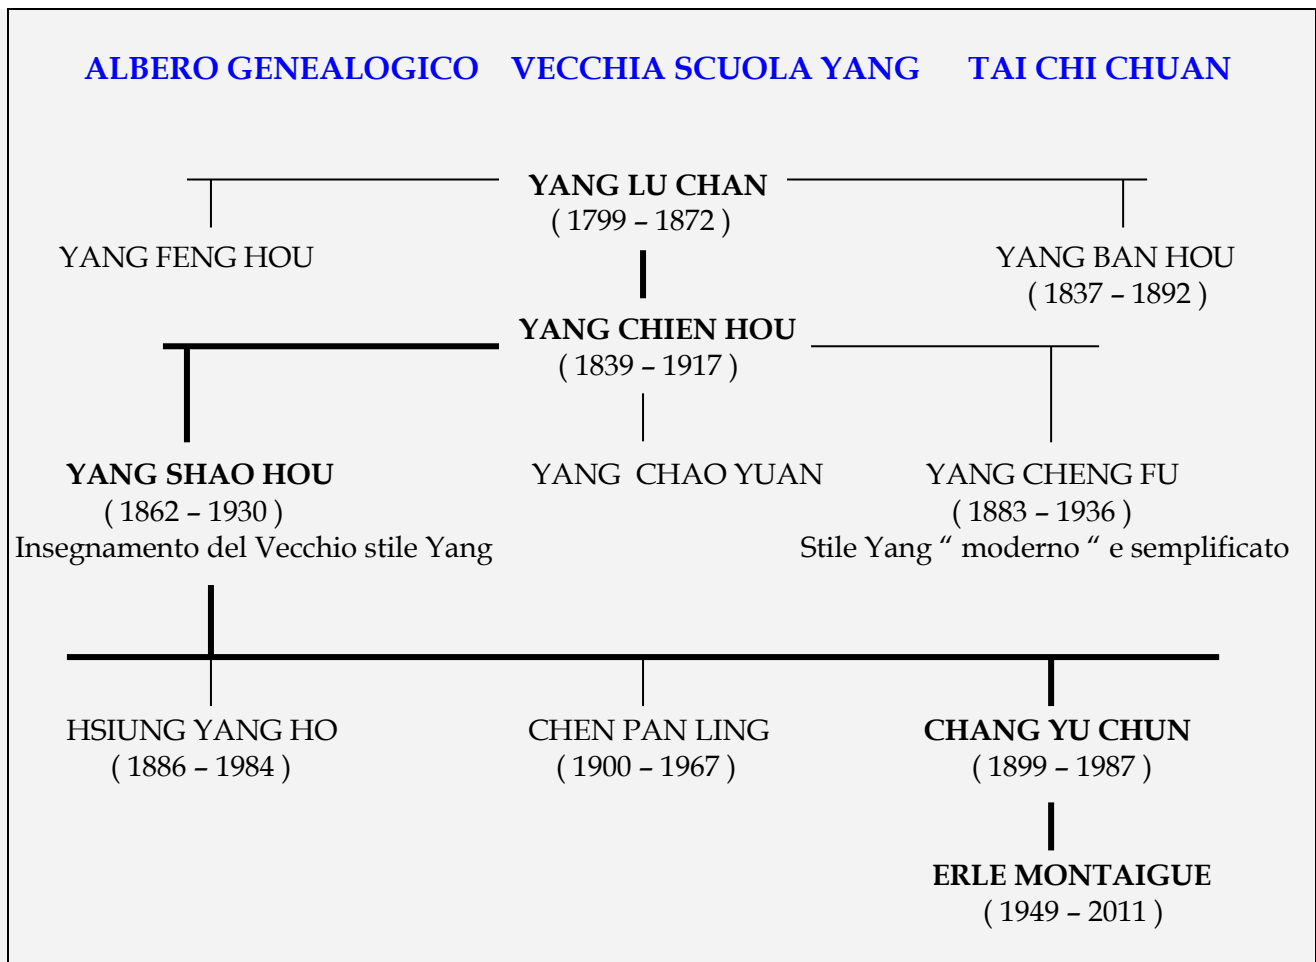 ALBERO GENEALOGICO VECCHIA SCUOLA YANG TAI CHI CHUAN
YANG LU CHAN
( 1799 – 1872 )
YANG FENG HOU
YANG BAN HOU
( 1837 – 1892 )
YANG CHIEN HOU
( 1839 – 1917 )
YANG SHAO HOU
( 1862 – 1930 )
Insegnamento del Vecchio stile Yang
YANG CHAO YUAN
YANG CHENG FU
( 1883 – 1936 )
Stile Yang “ moderno “ e semplificato
HSIUNG YANG HO
( 1886 – 1984 )
CHEN PAN LING
( 1900 – 1967 )
CHANG YU CHUN
( 1899 – 1987 )
ERLE MONTAIGUE
( 1949 – 2011 )